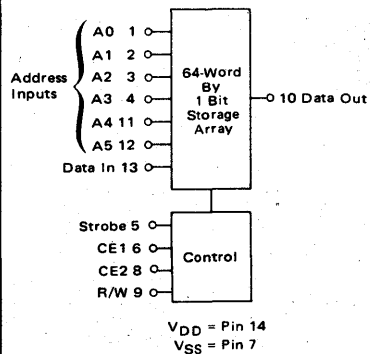 A0 1
A1 2
A2 3
A3 4
A4 11
A5 12
Address
Inputs
Data In 13
64-Word
By
1 Bit
Storage
Array
10 Data Out
Strobe 5
CE1 6
CE2 8
R/W 9
Control
VDD = Pin 14
VSS = Pin 7